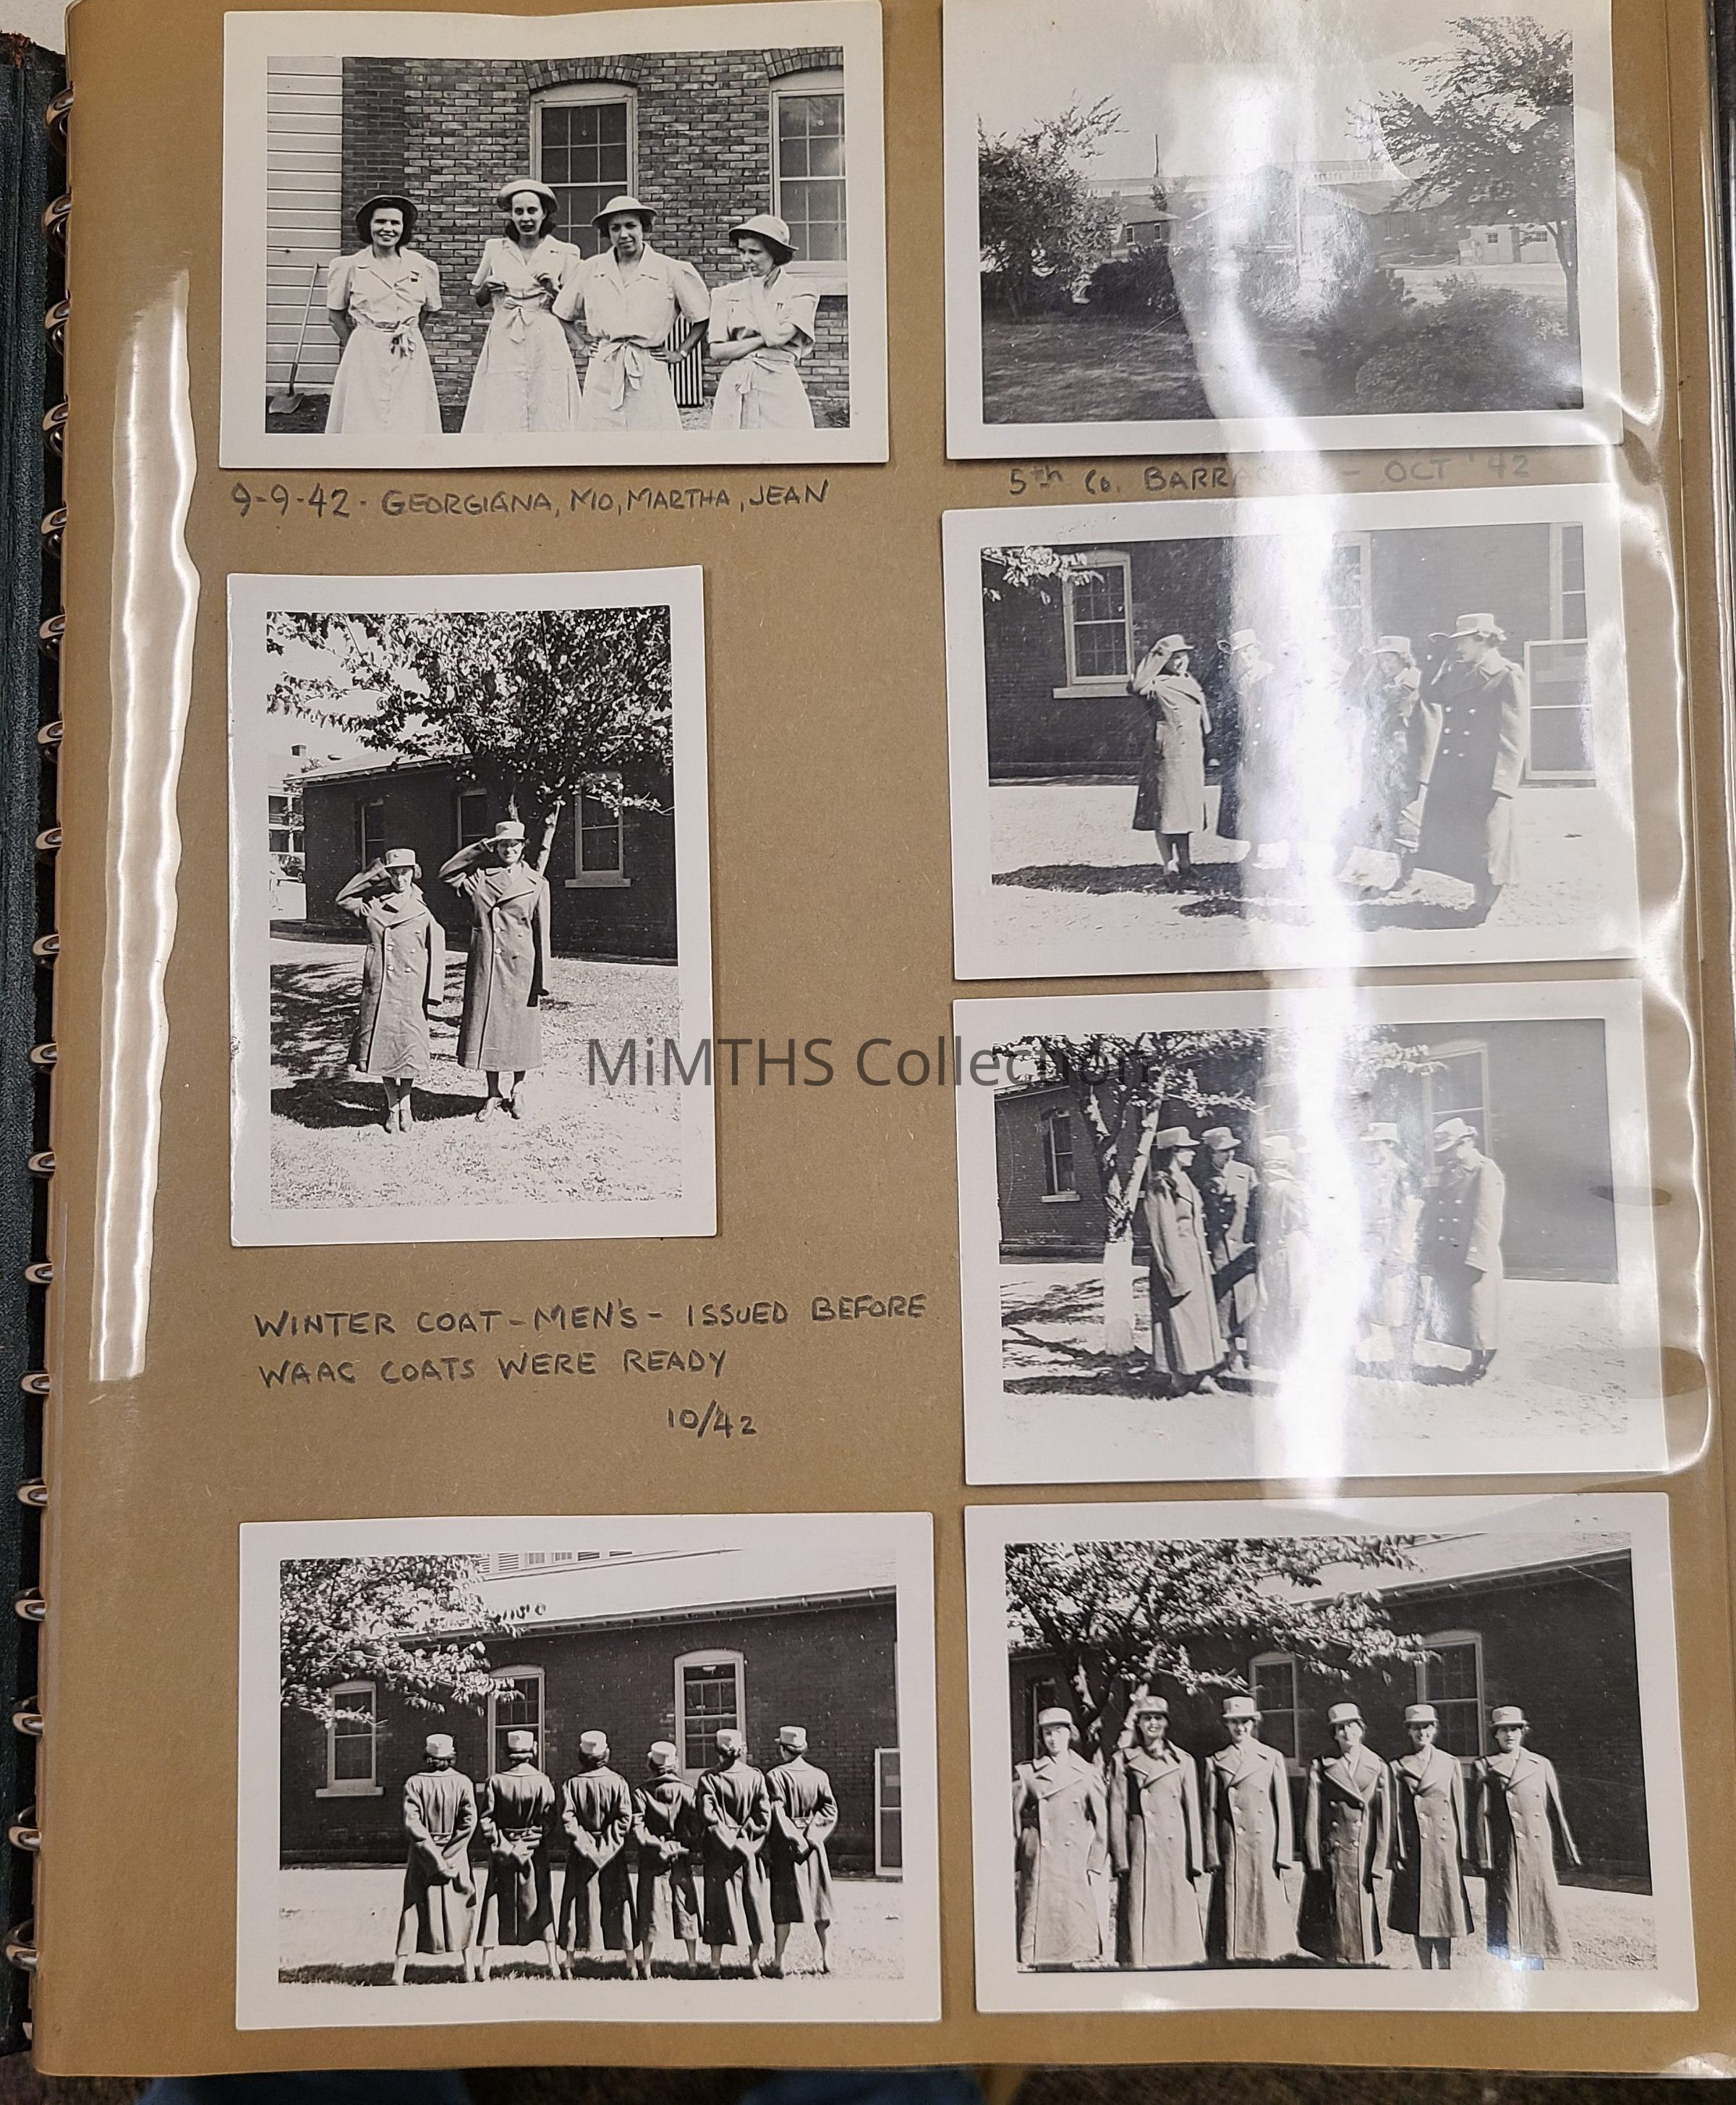 9-9-42- GEORGIANA, MO, MARTHA, JEAN
5th Co. BARRACKS - OCT '42
MiMTHS Collection
WINTER COAT-MEN'S- ISSUED BEFORE
WAAC COATS WERE READY
10/42